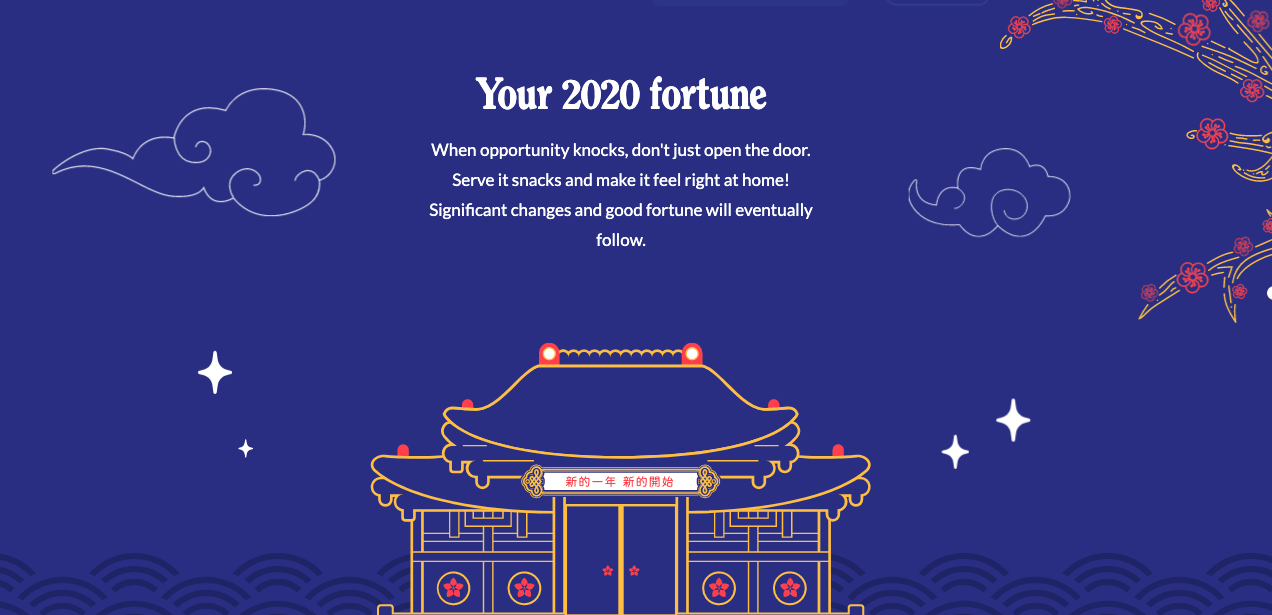 Your 2020 fortune
When opportunity knocks, don't just open the door.
Serve it snacks and make it feel right at home!
Significant changes and good fortune will eventually
follow.
新的一年 新的開始